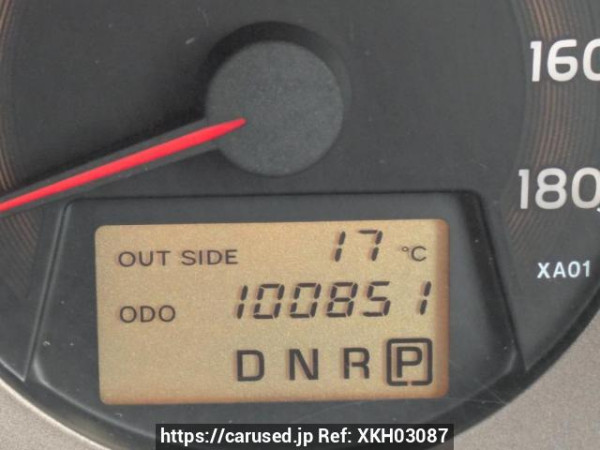 160
180
OUT SIDE 17 °C
XA01
ODO 100851
D N R P
https://carused.jp Ref: XKH03087